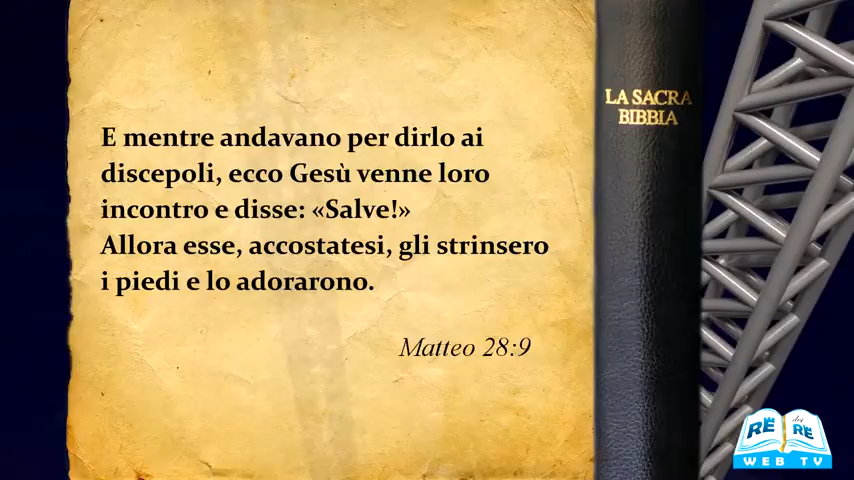 E mentre andavano per dirlo ai
discepoli, ecco Gesù venne loro
incontro e disse: «Salve!»
Allora esse, accostatesi, gli strinsero
i piedi e lo adorarono.
Matteo 28:9
LA SACRA
BIBBIA
RE dei RE
WEB TV